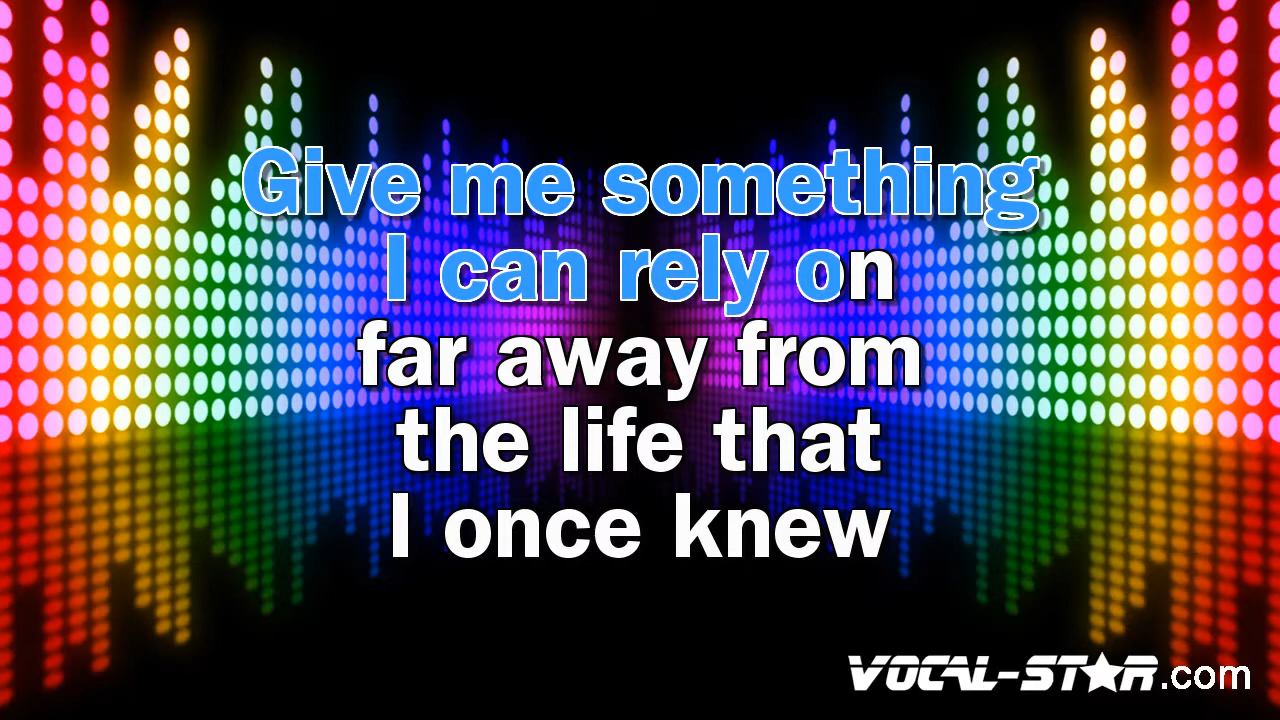 Give me something
I can rely on
far away from
the life that
I once knew
VOCAL-STAR.com